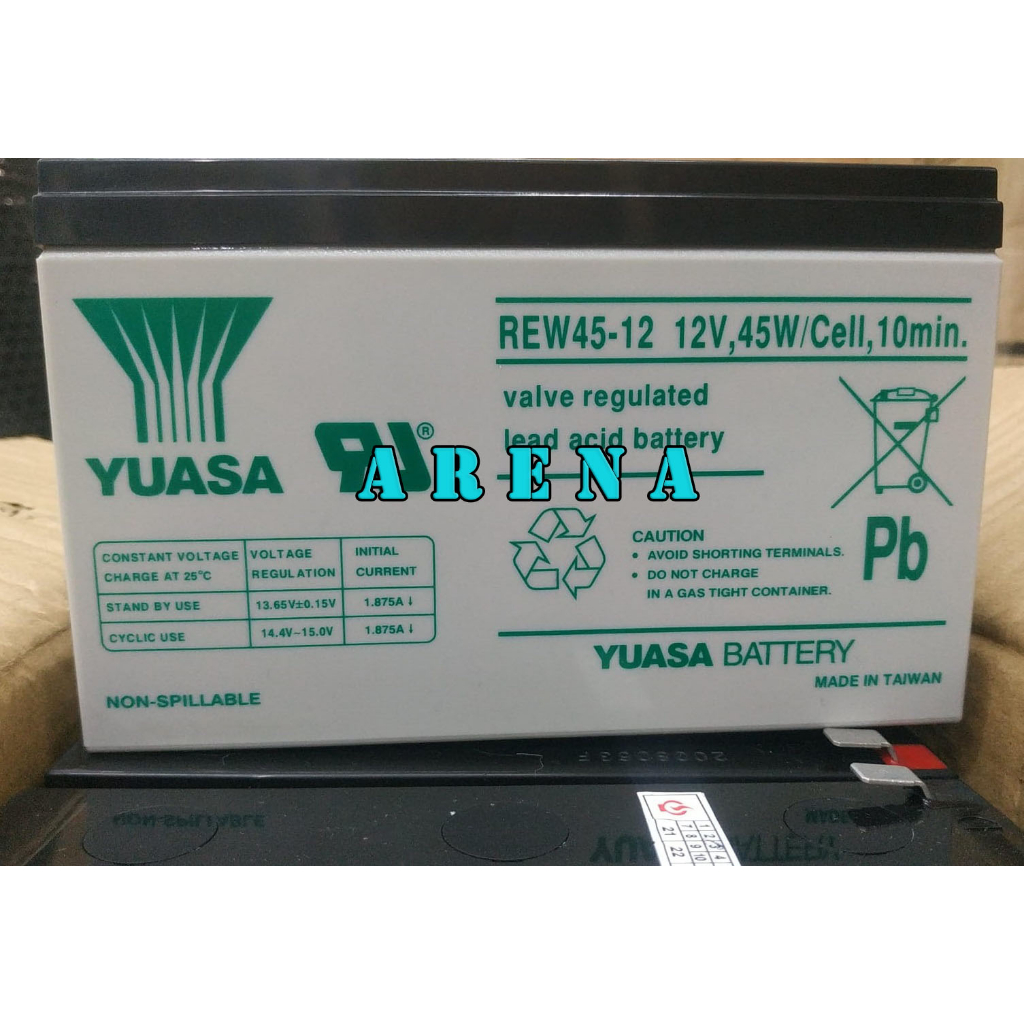 REW45-12 12V,45W/Cell,10min.
valve regulated
lead acid battery
YUASA
®
ARENA
CONSTANT VOLTAGE CHARGE AT 25°C
VOLTAGE REGULATION
INITIAL CURRENT
STAND BY USE 13.65V±0.15V 1.875A↓
CYCLIC USE 14.4V~15.0V 1.875A↓
NON-SPILLABLE
CAUTION
• AVOID SHORTING TERMINALS.
• DO NOT CHARGE
IN A GAS TIGHT CONTAINER.
Pb
YUASA BATTERY
MADE IN TAIWAN
2008063F